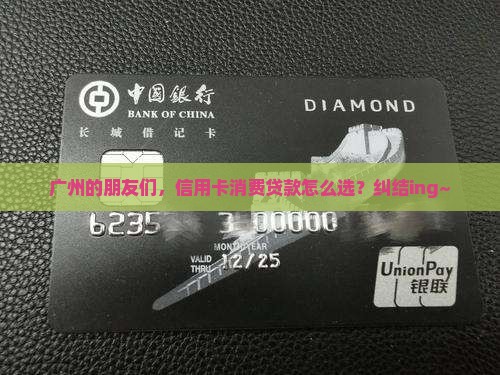 中國銀行
BANK OF CHINA
长城借记卡
DIAMOND
广州的朋友们，信用卡消费贷款怎么选？纠结ing~
6235 3 00000
MONTH/YEAR
VALID THRU 12/25
UnionPay
银联